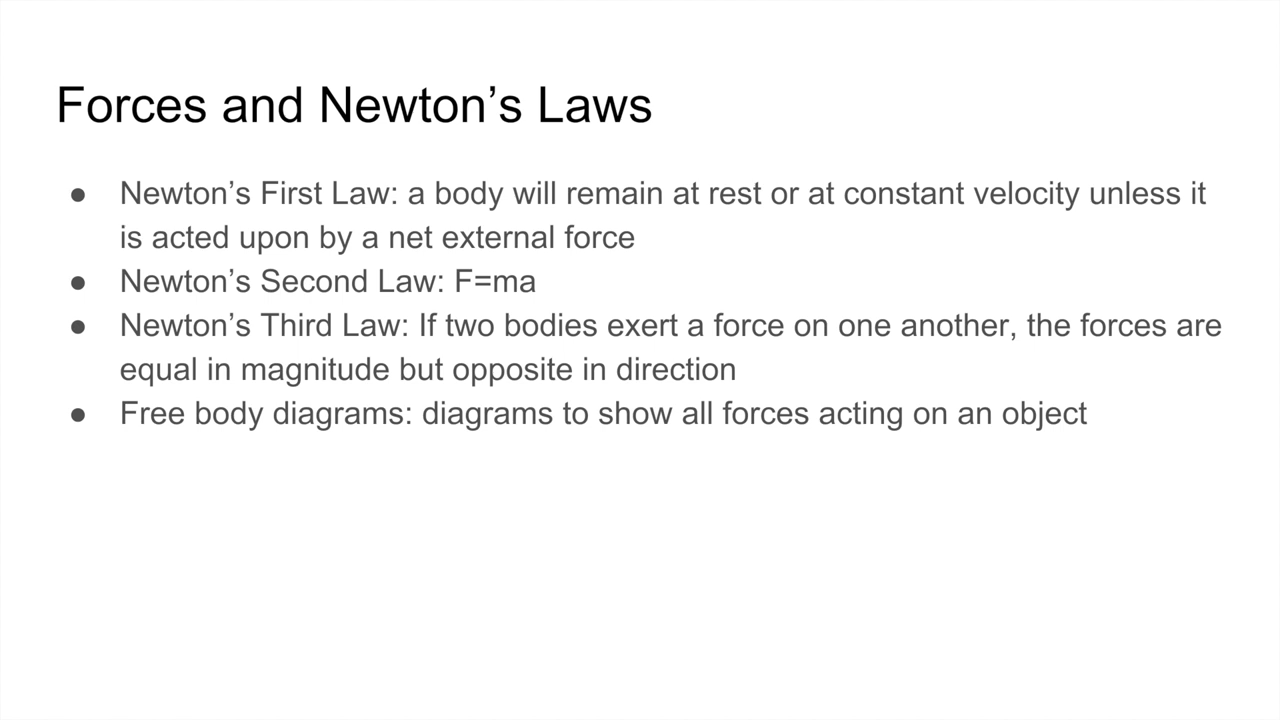 Forces and Newton’s Laws
● Newton’s First Law: a body will remain at rest or at constant velocity unless it
is acted upon by a net external force
● Newton’s Second Law: F=ma
● Newton’s Third Law: If two bodies exert a force on one another, the forces are
equal in magnitude but opposite in direction
● Free body diagrams: diagrams to show all forces acting on an object